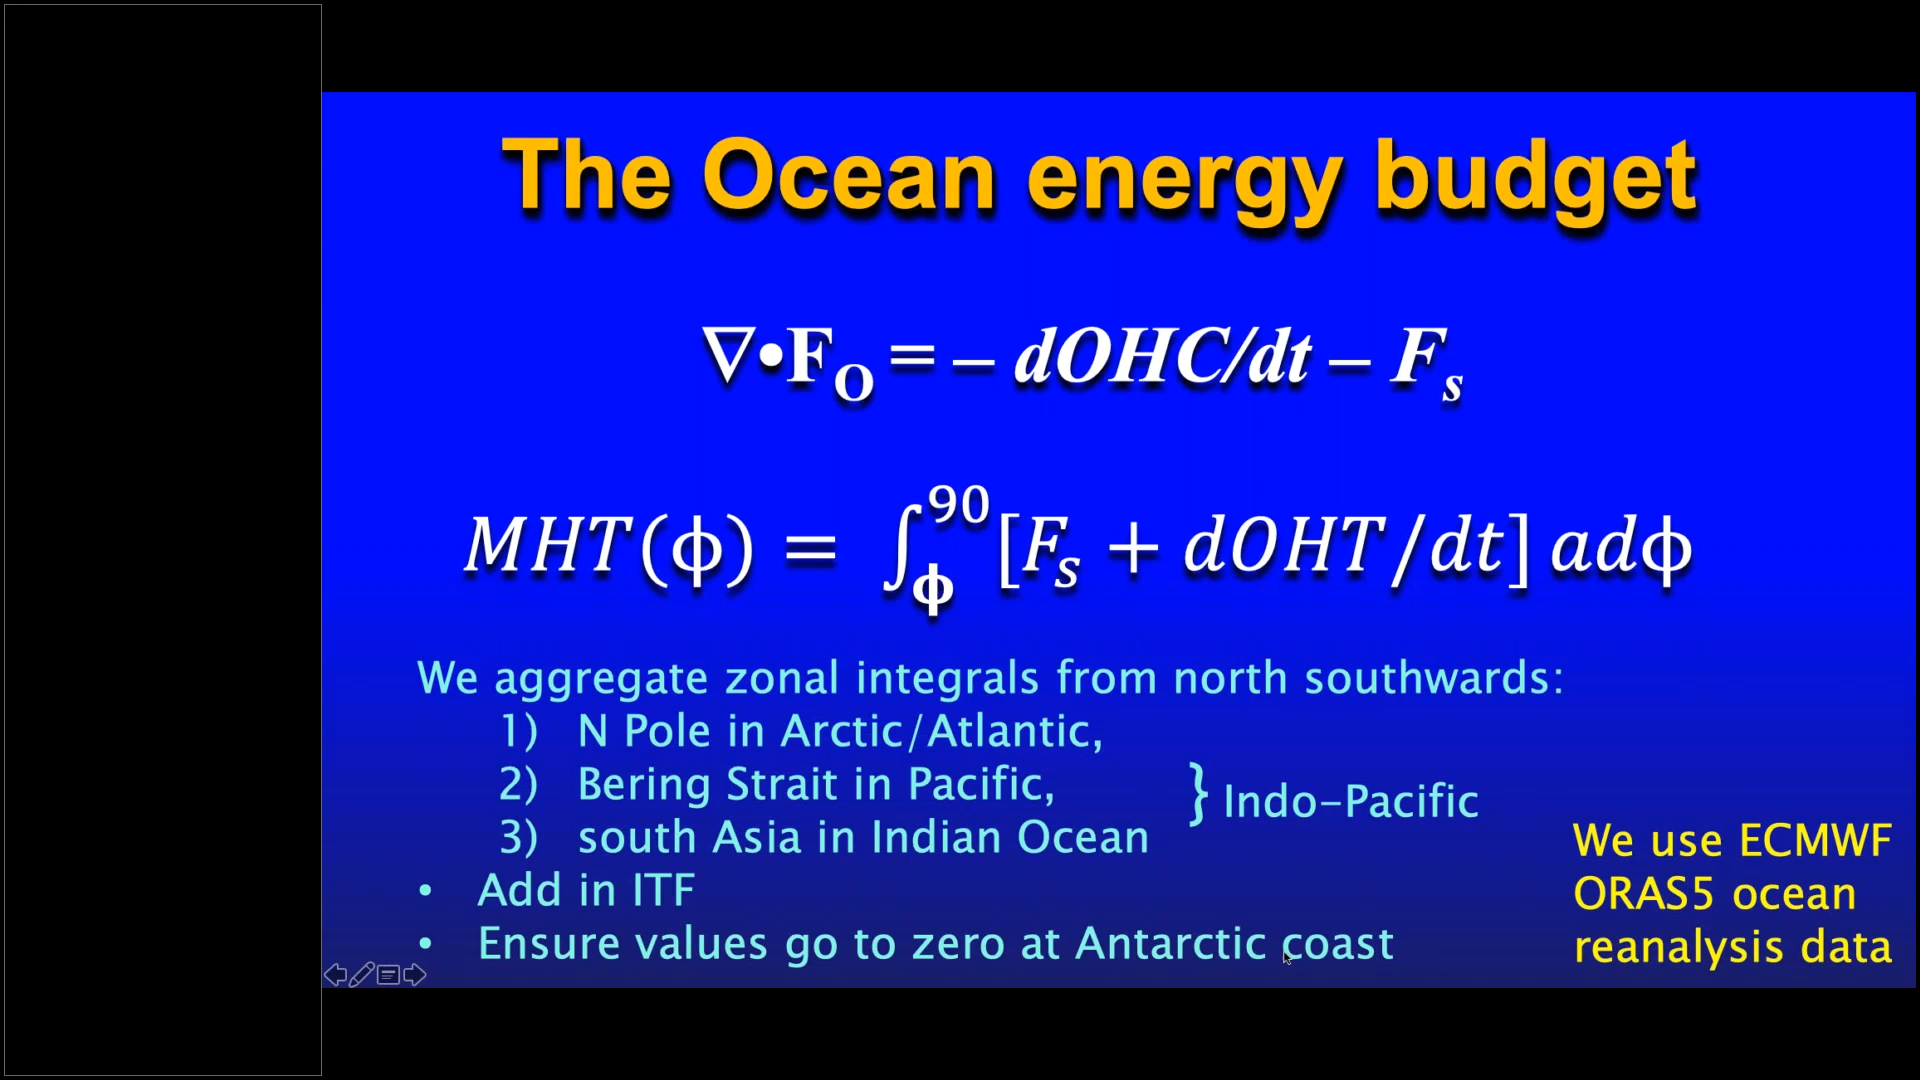 The Ocean energy budget
∇•F_O = – dOHC/dt – F_s
MHT(ϕ) = ∫_ϕ^90 [F_s + dOHT/dt] adϕ
We aggregate zonal integrals from north southwards:
1) N Pole in Arctic/Atlantic,
2) Bering Strait in Pacific,
3) south Asia in Indian Ocean
} Indo-Pacific
• Add in ITF
• Ensure values go to zero at Antarctic coast
We use ECMWF
ORAS5 ocean
reanalysis data